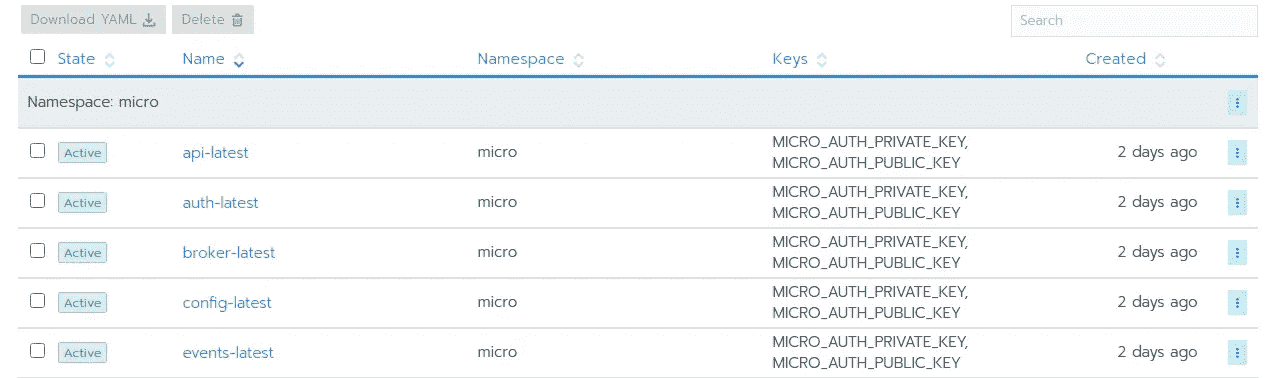 Download YAML Delete Search
State Name Namespace Keys Created
Namespace: micro
Active api-latest micro MICRO_AUTH_PRIVATE_KEY, 2 days ago
MICRO_AUTH_PUBLIC_KEY
Active auth-latest micro MICRO_AUTH_PRIVATE_KEY, 2 days ago
MICRO_AUTH_PUBLIC_KEY
Active broker-latest micro MICRO_AUTH_PRIVATE_KEY, 2 days ago
MICRO_AUTH_PUBLIC_KEY
Active config-latest micro MICRO_AUTH_PRIVATE_KEY, 2 days ago
MICRO_AUTH_PUBLIC_KEY
Active events-latest micro MICRO_AUTH_PRIVATE_KEY, 2 days ago
MICRO_AUTH_PUBLIC_KEY